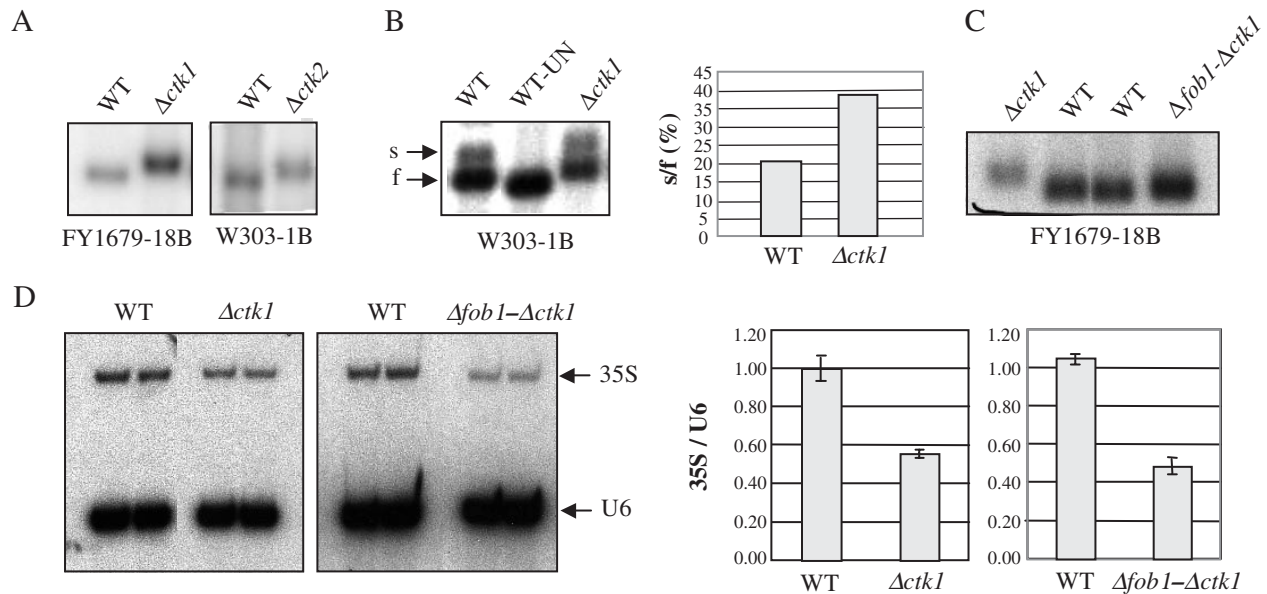 A
WT
Δctk1
WT
Δctk2
FY1679-18B
W303-1B
B
WT
WT-UN
Δctk1
s
f
W303-1B
s/f (%)
45
40
35
30
25
20
15
10
5
0
WT
Δctk1
C
Δctk1
WT
WT
Δfob1-Δctk1
FY1679-18B
D
WT
Δctk1
WT
Δfob1–Δctk1
35S
U6
35S / U6
1.20
1.00
0.80
0.60
0.40
0.20
0.00
WT
Δctk1
1.20
1.00
0.80
0.60
0.40
0.20
0.00
WT
Δfob1–Δctk1